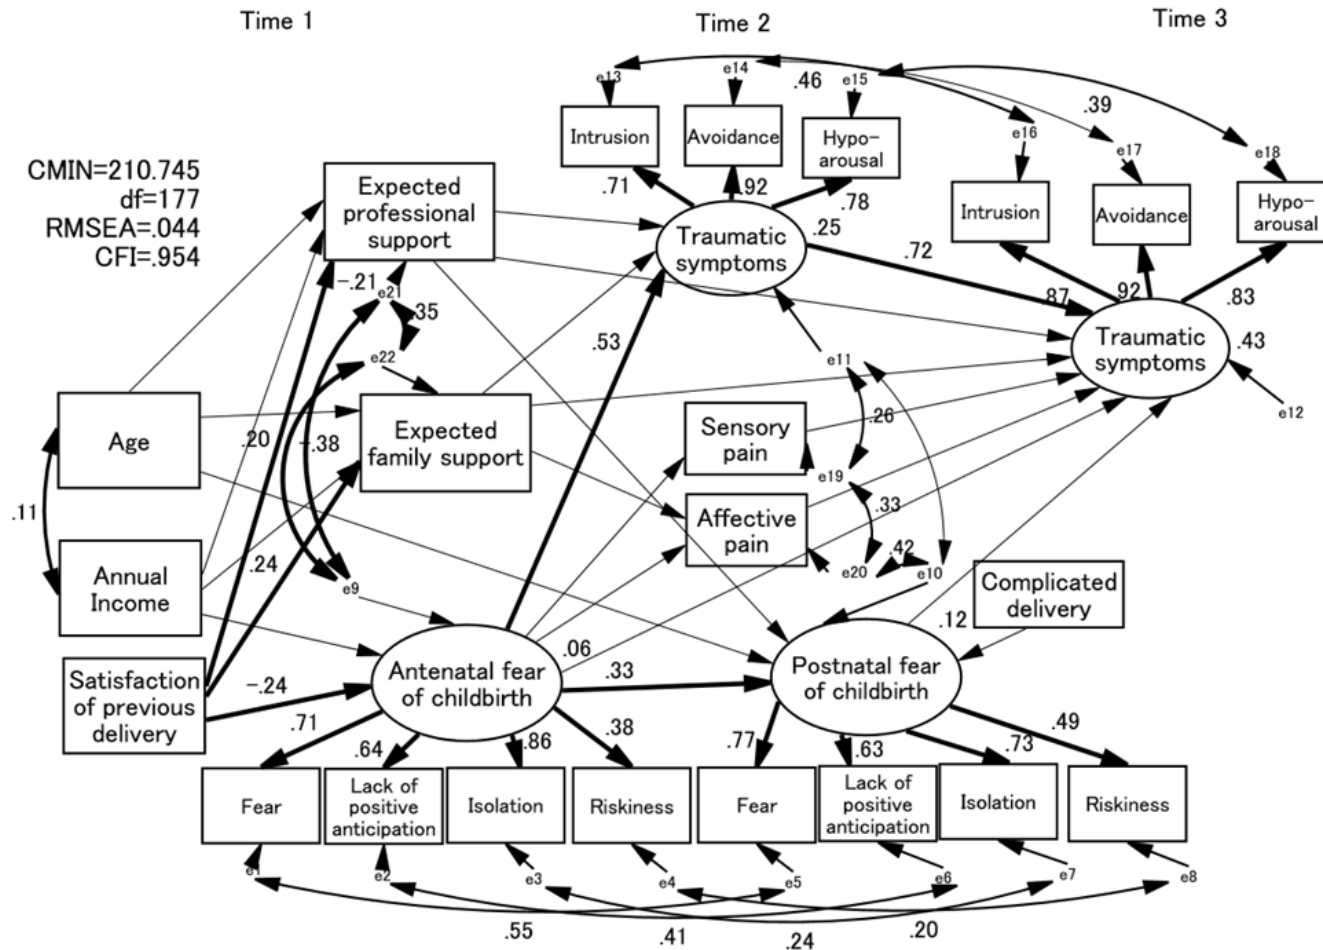 Time 1
Time 2
Time 3
CMIN=210.745
df=177
RMSEA=.044
CFI=.954
e13
e14
e15
.46
.39
e16
e17
e18
Intrusion
Avoidance
Hypo-
arousal
.71
.92
.78
Intrusion
Avoidance
Hypo-
arousal
Expected
professional
support
Traumatic
symptoms
.25
.72
.87
.92
.83
Traumatic
symptoms
.43
e12
-.21
e21
.35
e22
.53
e11
.26
Age
.20
-.38
Expected
family support
Sensory
pain
e19
.33
Affective
pain
e20
.42
e10
.11
Annual
Income
.24
e9
Complicated
delivery
.12
Satisfaction
of previous
delivery
-.24
Antenatal fear
of childbirth
.06
.33
Postnatal fear
of childbirth
.71
.64
.86
.38
.77
.63
.73
.49
Fear
Lack of
positive
anticipation
Isolation
Riskiness
Fear
Lack of
positive
anticipation
Isolation
Riskiness
e1
e2
e3
e4
e5
e6
e7
e8
.55
.41
.24
.20